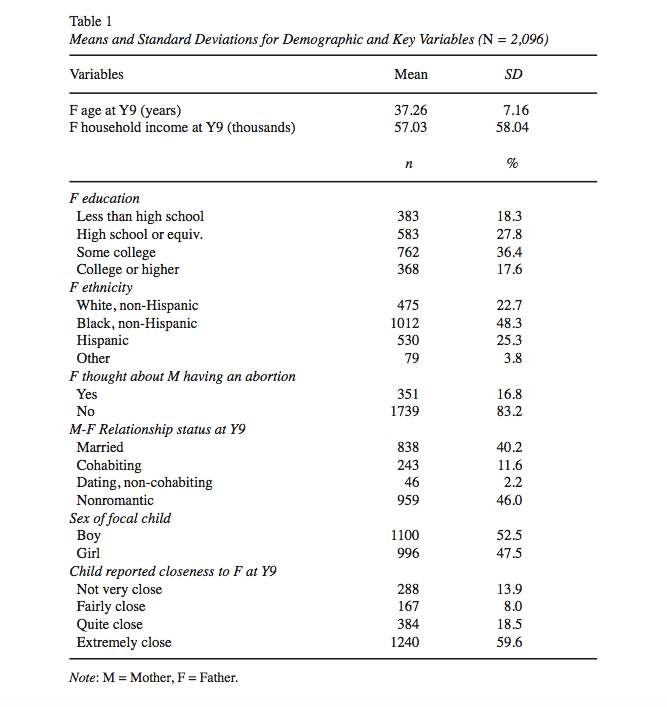 Table 1
Means and Standard Deviations for Demographic and Key Variables (N = 2,096)
Variables Mean SD
F age at Y9 (years) 37.26 7.16
F household income at Y9 (thousands) 57.03 58.04
n %
F education
Less than high school 383 18.3
High school or equiv. 583 27.8
Some college 762 36.4
College or higher 368 17.6
F ethnicity
White, non-Hispanic 475 22.7
Black, non-Hispanic 1012 48.3
Hispanic 530 25.3
Other 79 3.8
F thought about M having an abortion
Yes 351 16.8
No 1739 83.2
M-F Relationship status at Y9
Married 838 40.2
Cohabiting 243 11.6
Dating, non-cohabiting 46 2.2
Nonromantic 959 46.0
Sex of focal child
Boy 1100 52.5
Girl 996 47.5
Child reported closeness to F at Y9
Not very close 288 13.9
Fairly close 167 8.0
Quite close 384 18.5
Extremely close 1240 59.6
Note: M = Mother, F = Father.